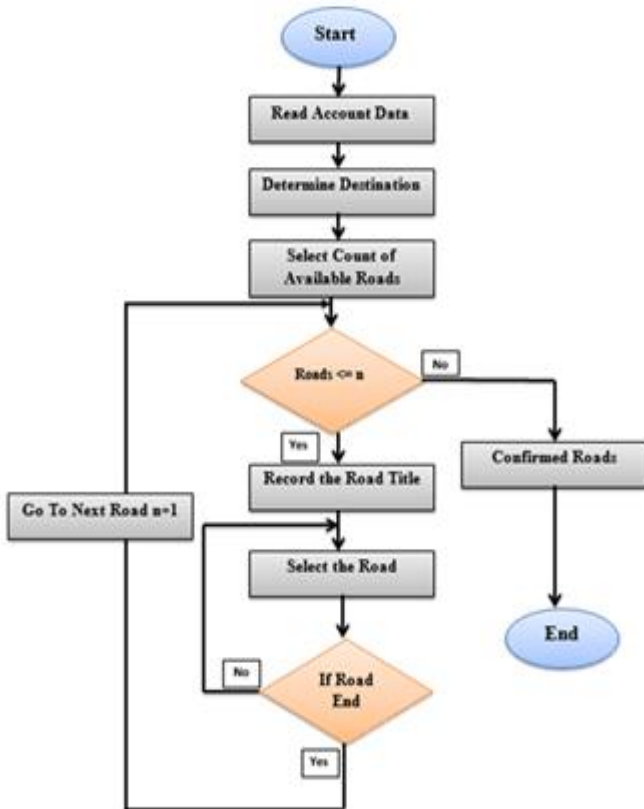 Start
Read Account Data
Determine Destination
Select Count of
Available Roads
Roads <= n
No
Yes
Record the Road Title
Confirmed Roads
Go To Next Road n+1
Select the Road
End
No
If Road
End
Yes